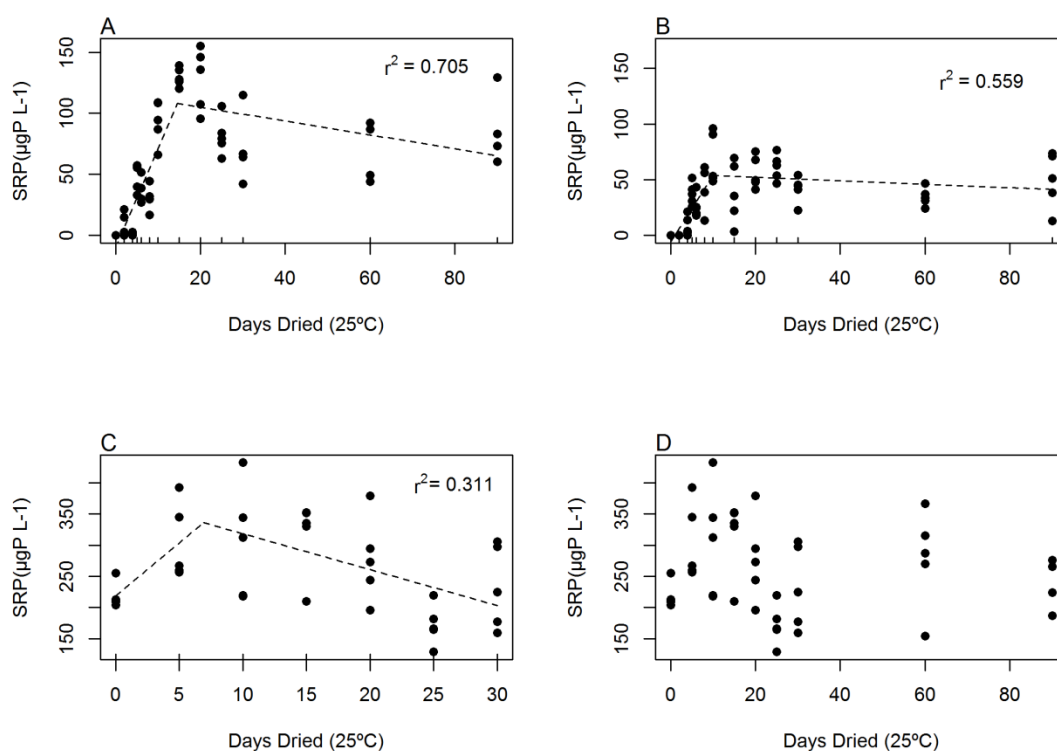 A
SRP(µgP L-1)
150
100
50
0
r² = 0.705
0 20 40 60 80
Days Dried (25ºC)
B
SRP(µgP L-1)
150
100
50
0
r² = 0.559
0 20 40 60 80
Days Dried (25ºC)
C
SRP(µgP L-1)
350
250
150
r² = 0.311
0 5 10 15 20 25 30
Days Dried (25ºC)
D
SRP(µgP L-1)
350
250
150
0 20 40 60 80
Days Dried (25ºC)